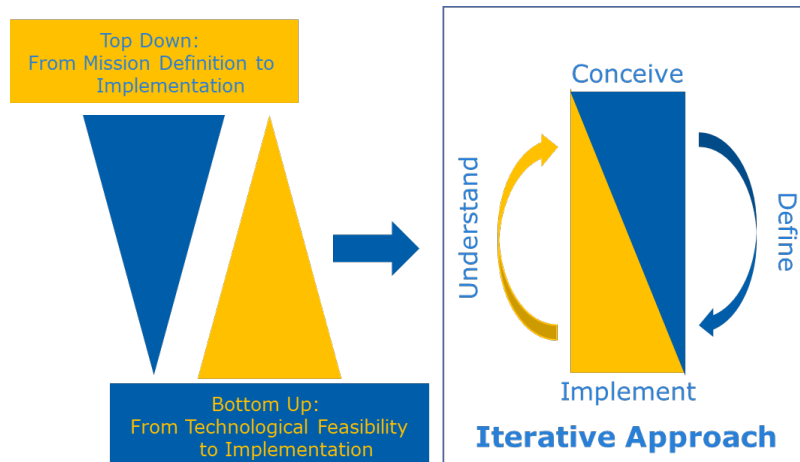 Top Down:
From Mission Definition to
Implementation
Bottom Up:
From Technological Feasibility
to Implementation
Conceive
Understand
Define
Implement
Iterative Approach